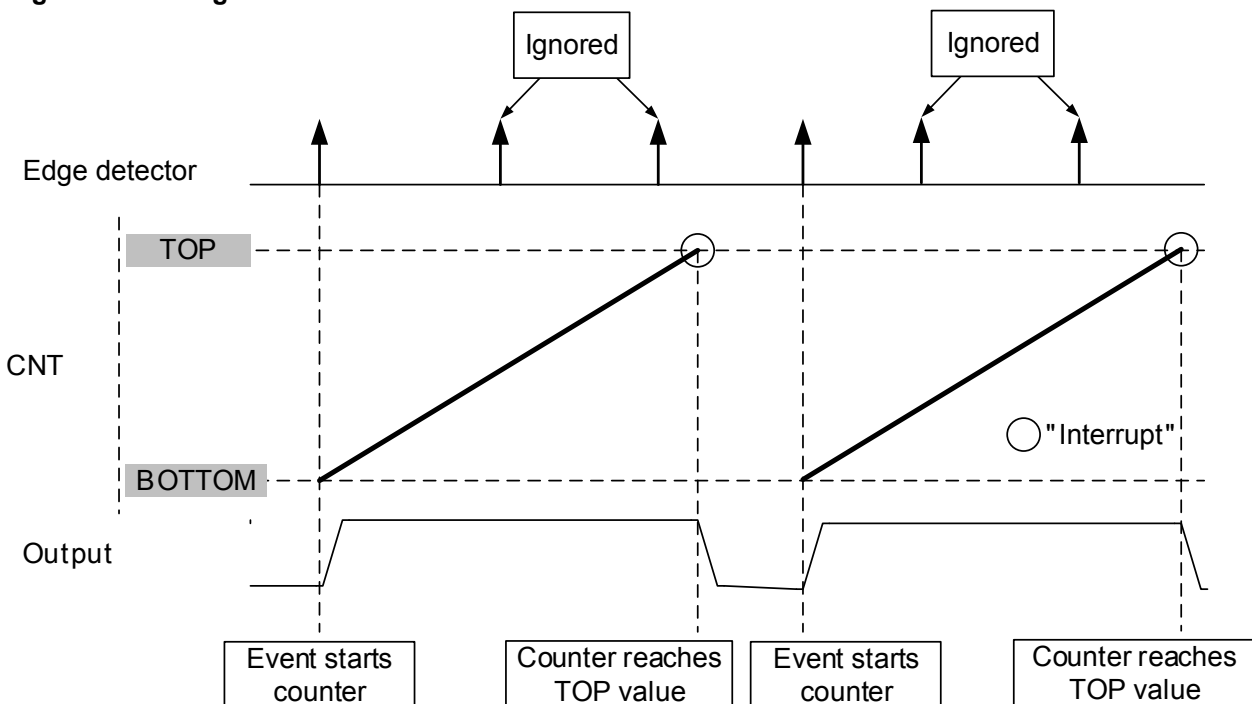 Ignored
Ignored
Edge detector
TOP
CNT
"Interrupt"
BOTTOM
Output
Event starts
counter
Counter reaches
TOP value
Event starts
counter
Counter reaches
TOP value